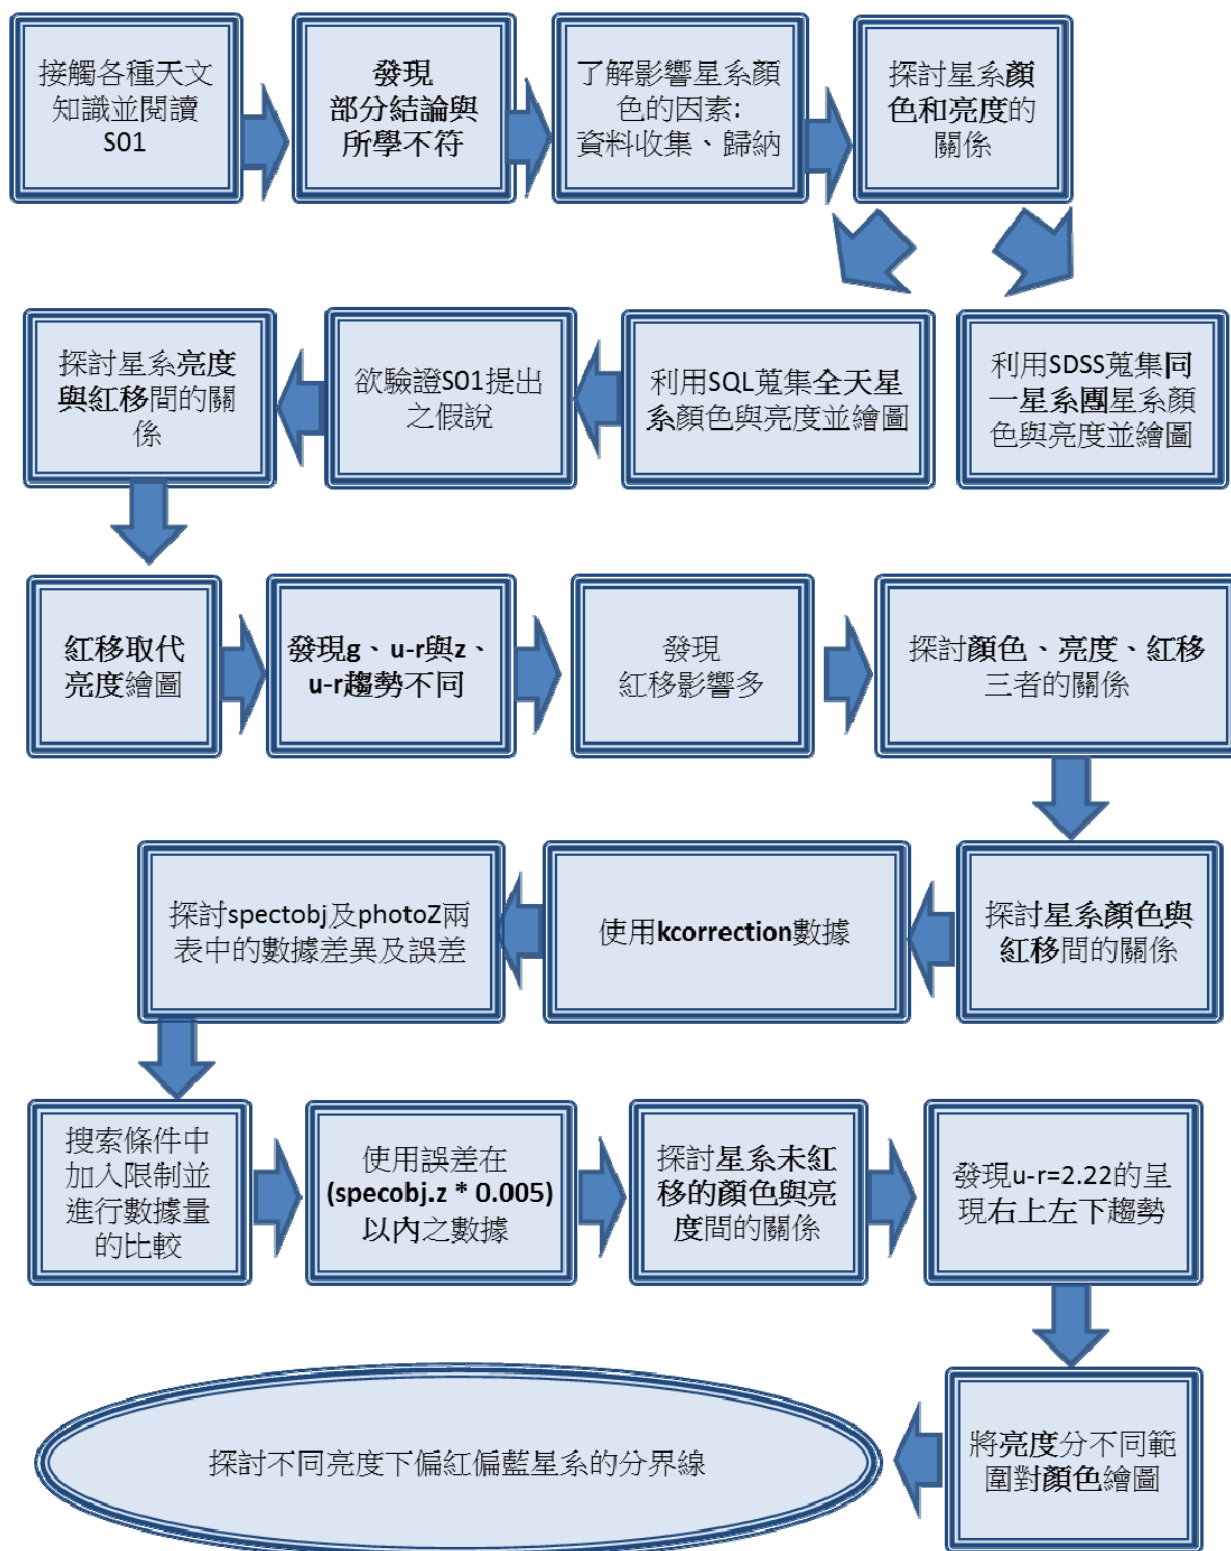 接觸各種天文
知識並閱讀
S01
發現
部分結論與
所學不符
了解影響星系顏
色的因素:
資料收集、歸納
探討星系顏
色和亮度的
關係
利用SDSS蒐集同
一星系團星系顏
色與亮度並繪圖
利用SQL蒐集全天星
系顏色與亮度並繪圖
欲驗證S01提出
之假說
探討星系亮度
與紅移間的關
係
紅移取代
亮度繪圖
發現g、u-r與z、
u-r趨勢不同
發現
紅移影響多
探討顏色、亮度、紅移
三者的關係
探討星系顏色與
紅移間的關係
使用kcorrection數據
探討spectobj及photoZ兩
表中的數據差異及誤差
搜索條件中
加入限制並
進行數據量
的比較
使用誤差在
(specobj.z * 0.005)
以內之數據
探討星系未紅
移的顏色與亮
度間的關係
發現u-r=2.22的呈
現右上左下趨勢
將亮度分不同範
圍對顏色繪圖
探討不同亮度下偏紅偏藍星系的分界線